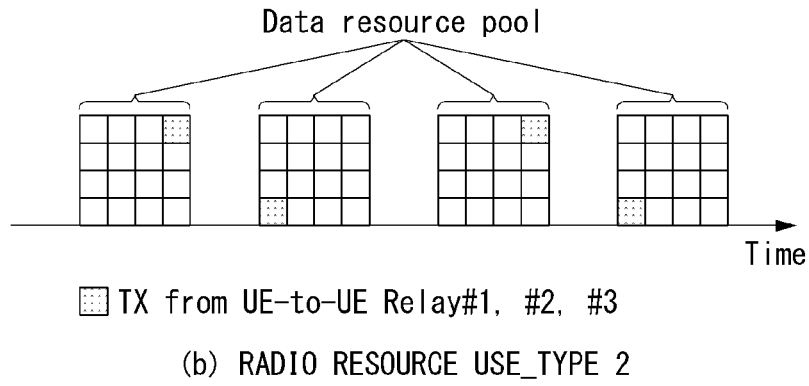 Data resource pool
Time
TX from UE-to-UE Relay#1, #2, #3
(b) RADIO RESOURCE USE_TYPE 2